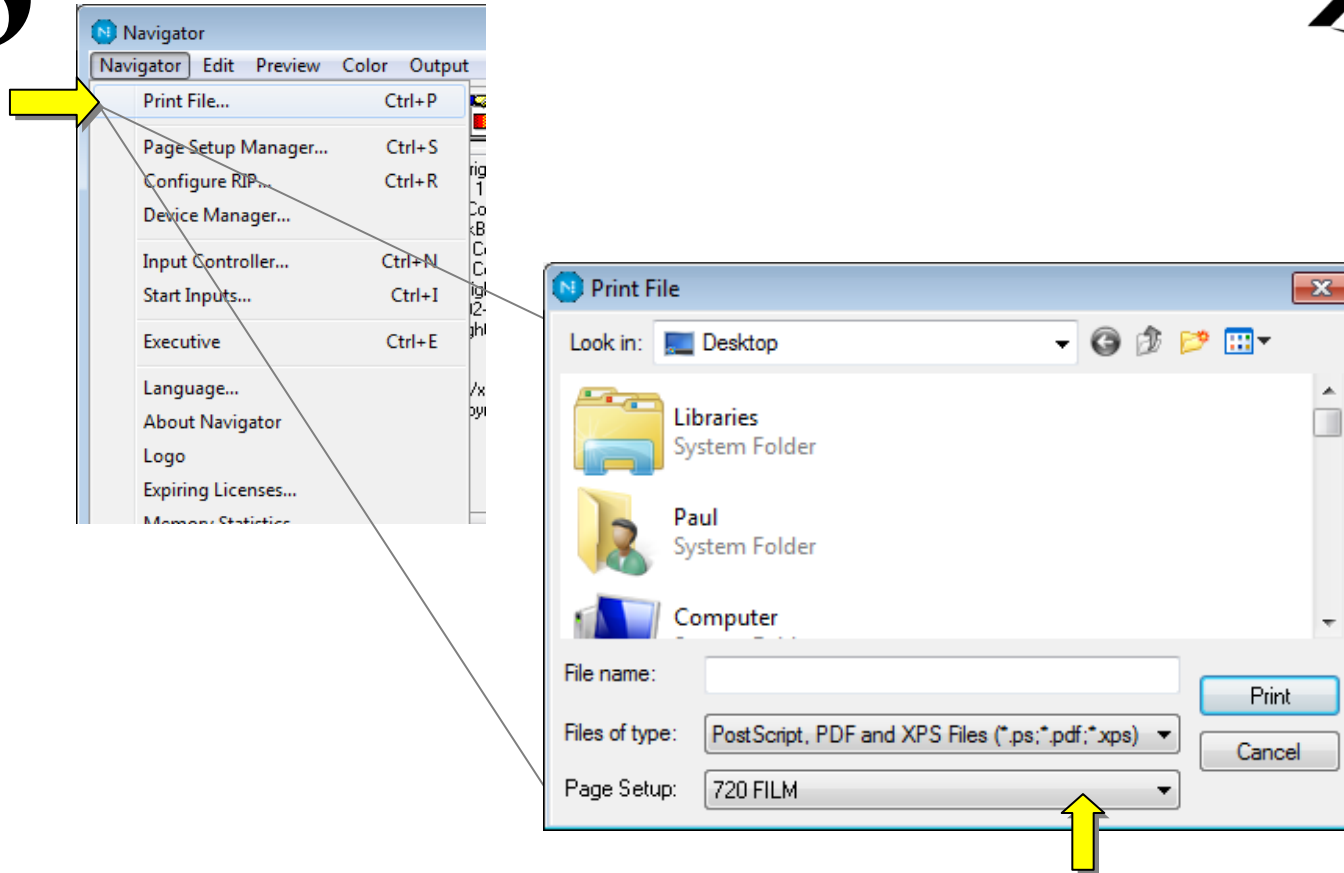 Navigator
Navigator Edit Preview Color Output
Print File... Ctrl+P
Page Setup Manager... Ctrl+S
Configure RIP... Ctrl+R
Device Manager...
Input Controller... Ctrl+N
Start Inputs... Ctrl+I
Executive Ctrl+E
Language...
About Navigator
Logo
Expiring Licenses...
Memory Statistics
Print File
Look in: Desktop
Libraries
System Folder
Paul
System Folder
Computer
File name:
Print
Files of type: PostScript, PDF and XPS Files (*.ps;*.pdf;*.xps)
Cancel
Page Setup: 720 FILM